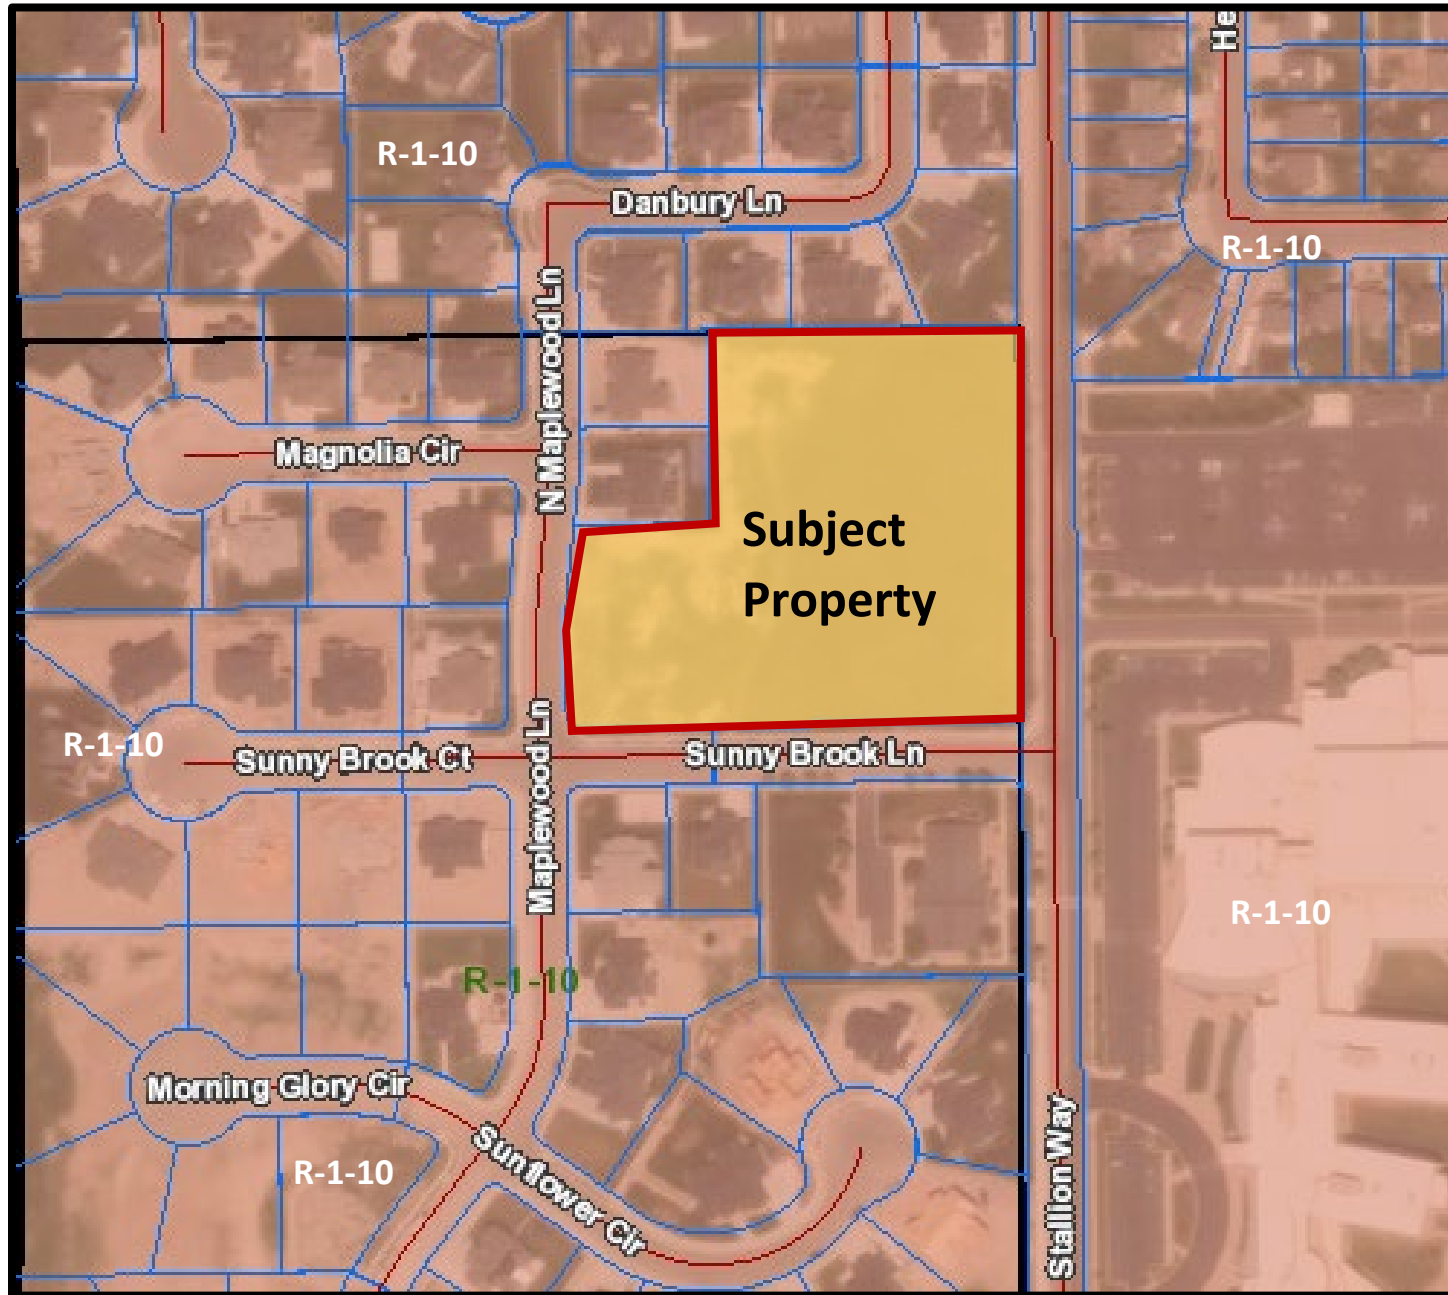 He
R-1-10
Danbury Ln
R-1-10
N Maplewood Ln
Magnolia Cir
Subject
Property
R-1-10
Sunny Brook Ct
Sunny Brook Ln
Maplewood Ln
R-1-10
R-1-10
Morning Glory Cir
Sunflower Cir
Stallion Way
R-1-10